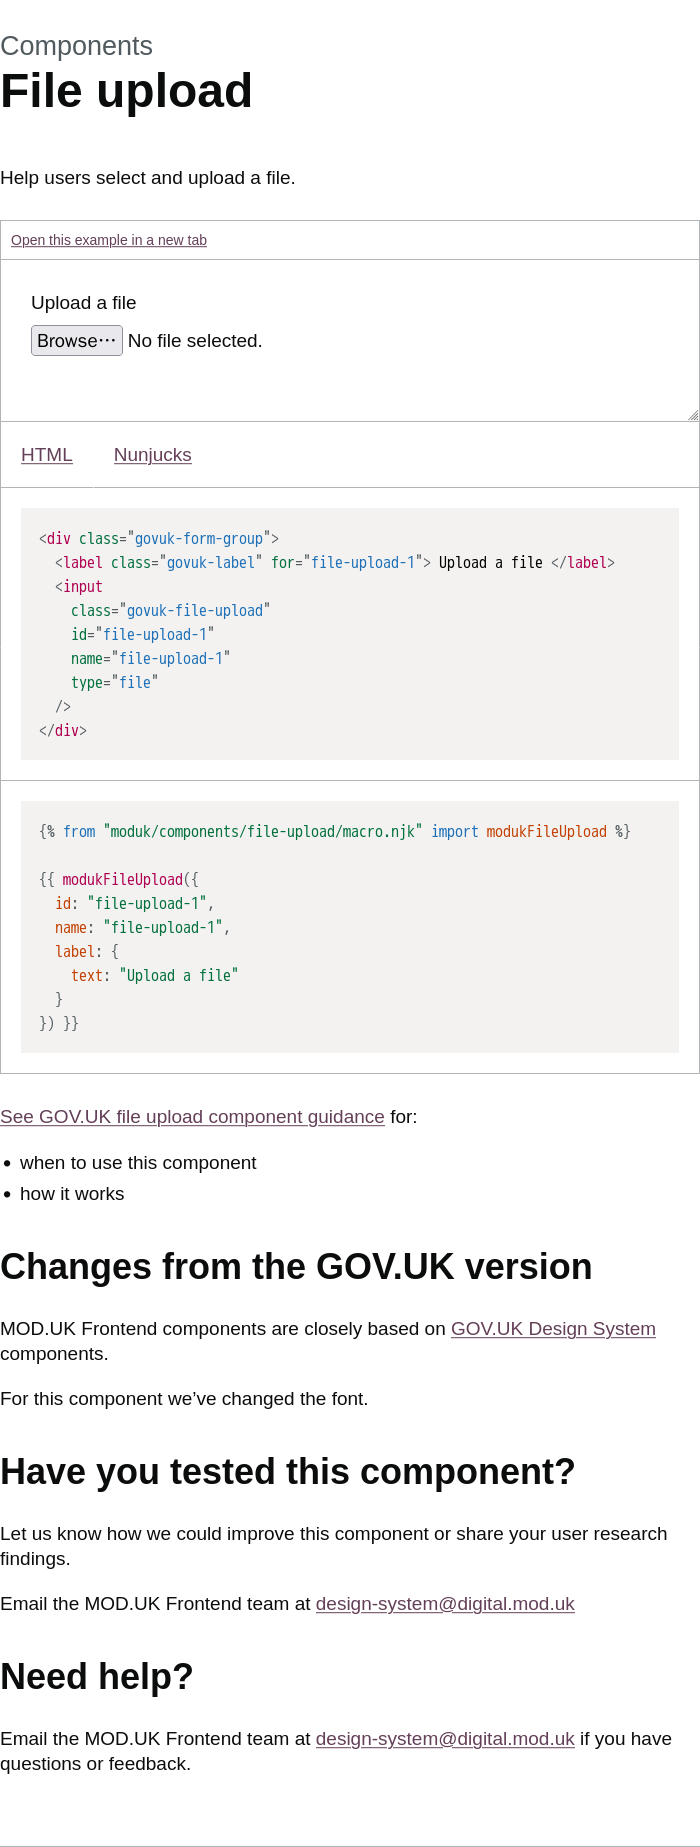 Components
File upload
Help users select and upload a file.
Open this example in a new tab
Upload a file
Browse… No file selected.
HTML Nunjucks
<div class="govuk-form-group">
  <label class="govuk-label" for="file-upload-1"> Upload a file </label>
  <input
    class="govuk-file-upload"
    id="file-upload-1"
    name="file-upload-1"
    type="file"
  />
</div>
{% from "moduk/components/file-upload/macro.njk" import modukFileUpload %}
{{ modukFileUpload({
  id: "file-upload-1",
  name: "file-upload-1",
  label: {
    text: "Upload a file"
  }
}) }}
See GOV.UK file upload component guidance for:
• when to use this component
• how it works
Changes from the GOV.UK version
MOD.UK Frontend components are closely based on GOV.UK Design System
components.
For this component we’ve changed the font.
Have you tested this component?
Let us know how we could improve this component or share your user research
findings.
Email the MOD.UK Frontend team at design-system@digital.mod.uk
Need help?
Email the MOD.UK Frontend team at design-system@digital.mod.uk if you have
questions or feedback.